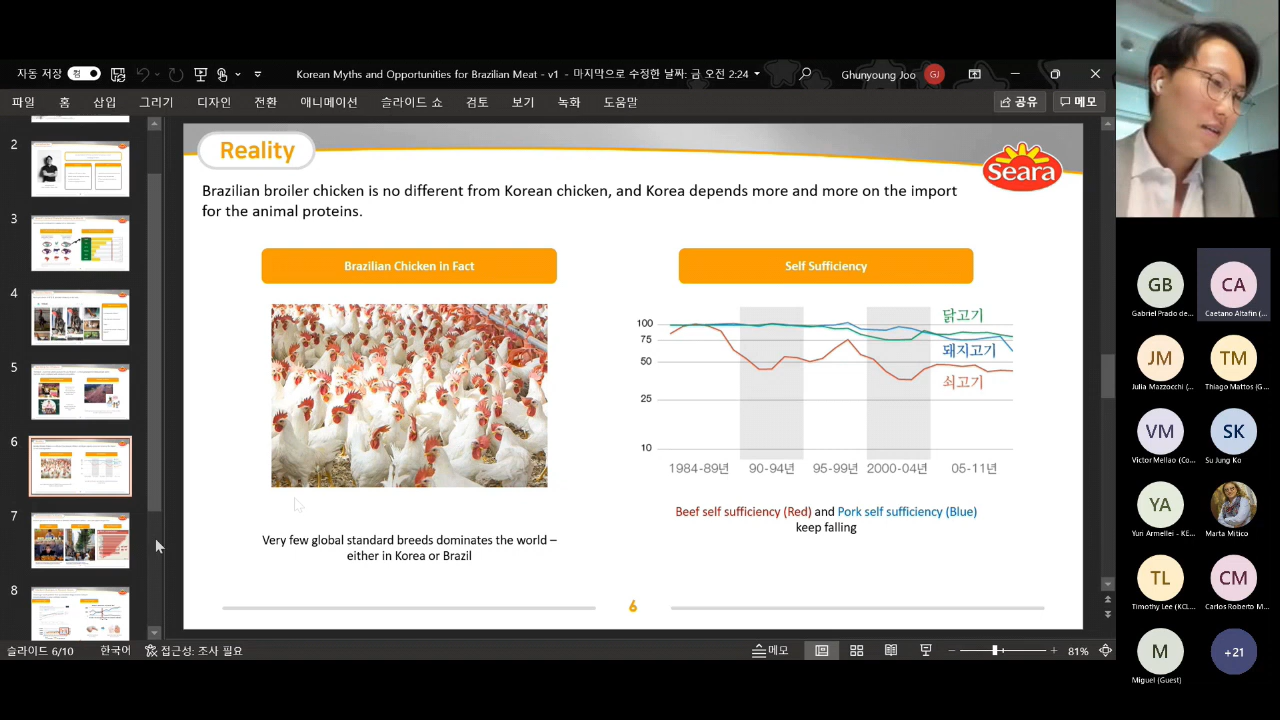 자동 저장
컴
Korean Myths and Opportunities for Brazilian Meat - v1 - 마지막으로 수정한 날짜: 금 오전 2:24
Ghunyoung Joo
GJ
파일
홈
삽입
그리기
디자인
전환
애니메이션
슬라이드 쇼
검토
보기
녹화
도움말
공유
메모
2
3
4
5
6
7
8
Reality
Seara
Brazilian broiler chicken is no different from Korean chicken, and Korea depends more and more on the import
for the animal proteins.
Brazilian Chicken in Fact
Self Sufficiency
100
75
50
25
10
닭고기
돼지고기
쇠고기
1984-89년
90-94년
95-99년
2000-04년
05-11년
Very few global standard breeds dominates the world –
either in Korea or Brazil
Beef self sufficiency (Red) and Pork self sufficiency (Blue)
keep falling
6
슬라이드 6/10
한국어
접근성: 조사 필요
메모
81%
GB
Gabriel Prado de...
CA
Caetano Altafin (...
JM
Julia Mazzocchi (...
TM
Thiago Mattos (G...
VM
Victor Mellao (Co...
SK
Su Jung Ko
YA
Yuri Armellei - KE...
Marta Mitico
TL
Timothy Lee (KCL...
CM
Carlos Roberto M...
M
Miguel (Guest)
+21